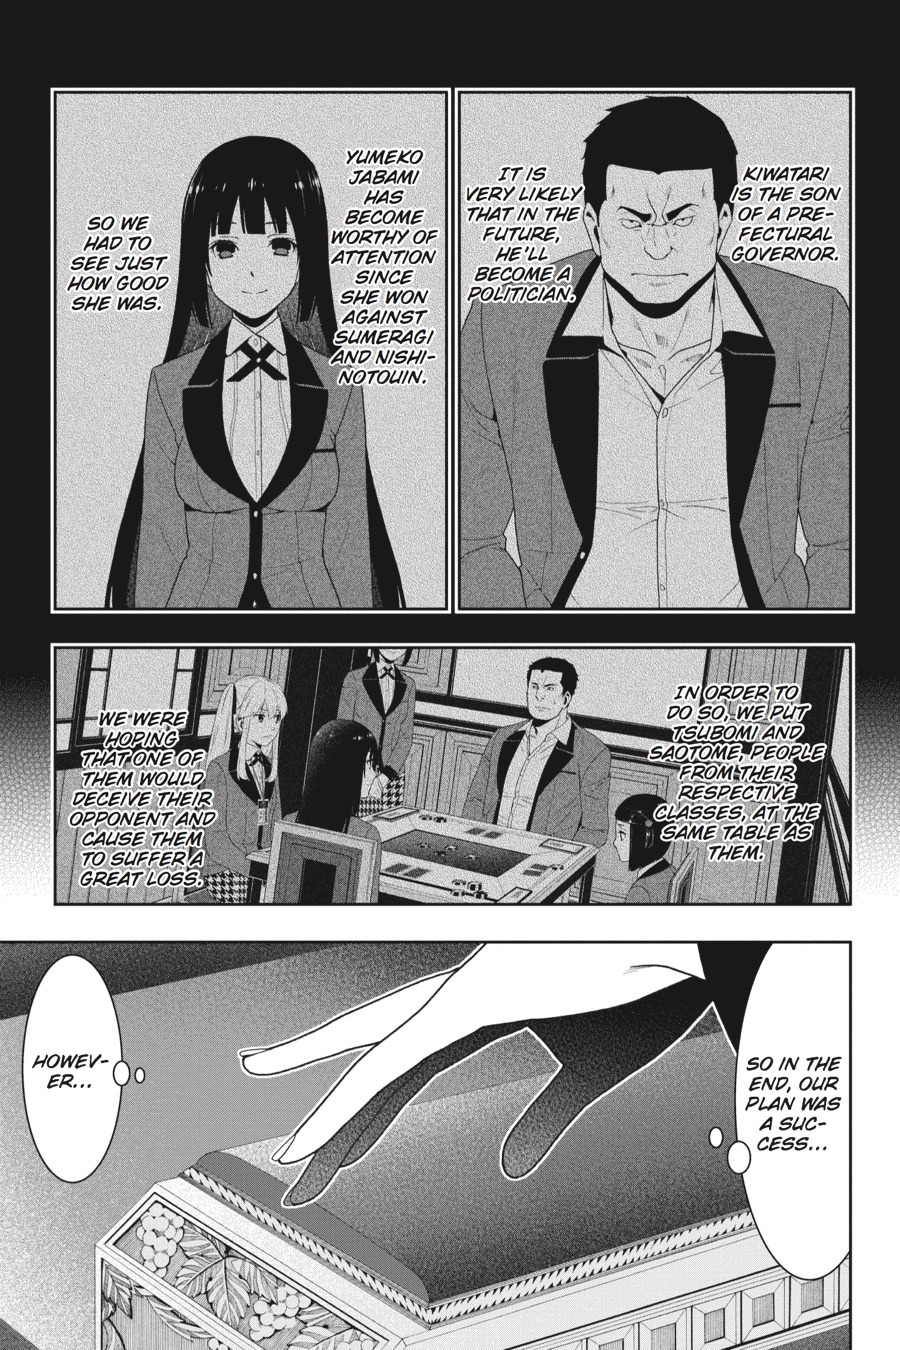 KIWATARI
IS THE SON
OF A PRE-
FECTURAL
GOVERNOR.
IT IS
VERY LIKELY
THAT IN THE
FUTURE,
HE'LL
BECOME A
POLITICIAN.
YUMEKO
JABAMI
HAS
BECOME
WORTHY OF
ATTENTION
SINCE
SHE WON
AGAINST
SUMERAGI
AND NISHI-
NOTOUIN.
SO WE
HAD TO
SEE JUST
HOW GOOD
SHE WAS.
IN ORDER TO
DO SO, WE PUT
TSUBOMI AND
SAOTOME, PEOPLE
FROM THEIR
RESPECTIVE
CLASSES, AT THE
SAME TABLE AS
THEM.
WE WERE
HOPING
THAT ONE OF
THEM WOULD
DECEIVE THEIR
OPPONENT AND
CAUSE THEM
TO SUFFER A
GREAT LOSS.
SO IN THE
END, OUR
PLAN WAS
A SUC-
CESS...
HOWEV-
ER...